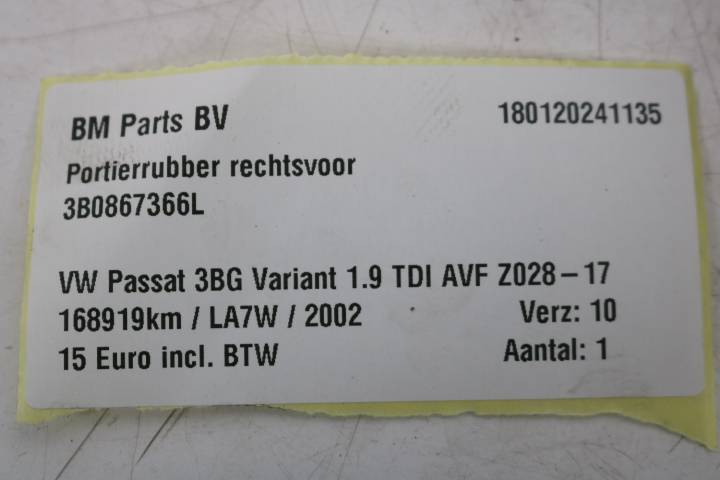 BM Parts BV 180120241135
Portierrubber rechtsvoor
3B0867366L
VW Passat 3BG Variant 1.9 TDI AVF Z028-17
168919km / LA7W / 2002 Verz: 10
15 Euro incl. BTW Aantal: 1